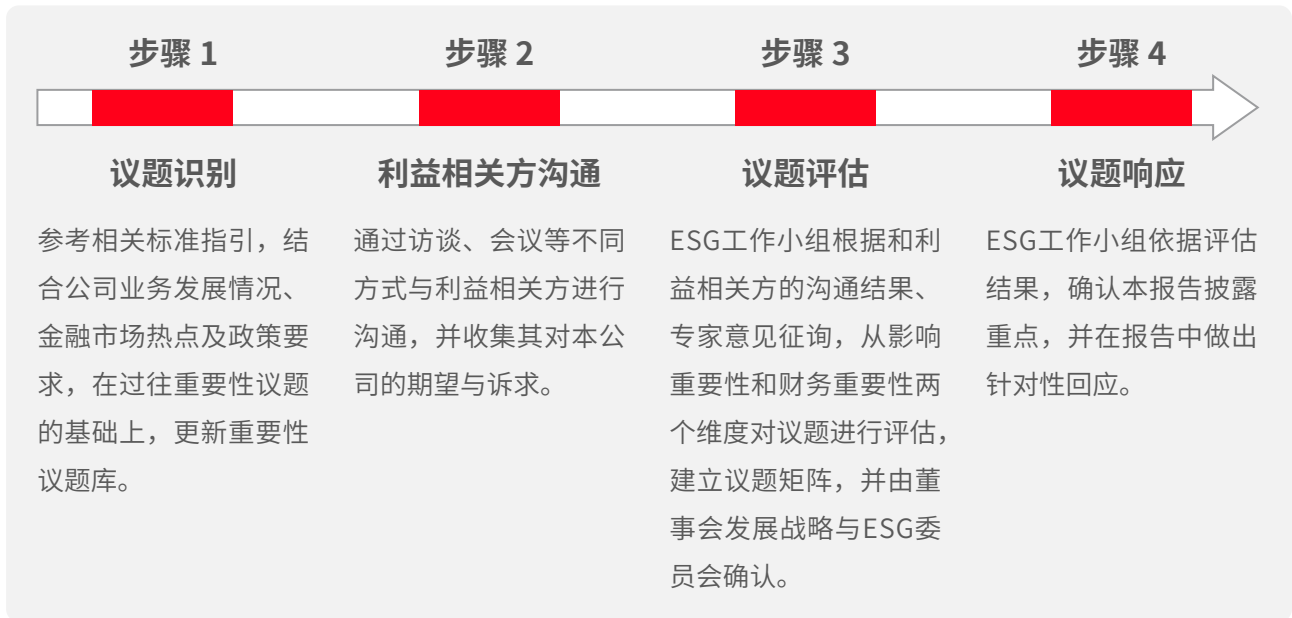 步骤 1
议题识别
参考相关标准指引，结
合公司业务发展情况、
金融市场热点及政策要
求，在过往重要性议题
的基础上，更新重要性
议题库。
步骤 2
利益相关方沟通
通过访谈、会议等不同
方式与利益相关方进行
沟通，并收集其对本公
司的期望与诉求。
步骤 3
议题评估
ESG工作小组根据和利
益相关方的沟通结果、
专家意见征询，从影响
重要性和财务重要性两
个维度对议题进行评估，
建立议题矩阵，并由董
事会发展战略与ESG委
员会确认。
步骤 4
议题响应
ESG工作小组依据评估
结果，确认本报告披露
重点，并在报告中做出
针对性回应。